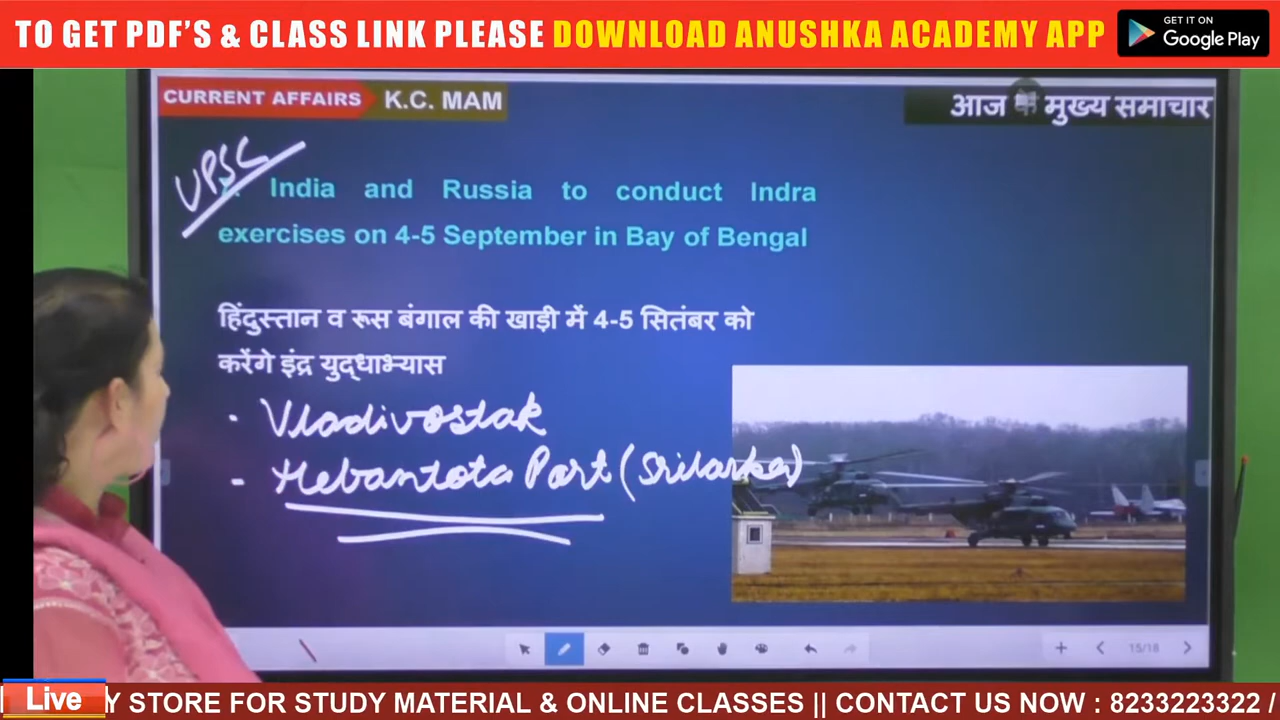 TO GET PDF'S & CLASS LINK PLEASE DOWNLOAD ANUSHKA ACADEMY APP
GET IT ON
Google Play
CURRENT AFFAIRS K.C. MAM
आज मुख्य समाचार
UPSC
India and Russia to conduct Indra
exercises on 4-5 September in Bay of Bengal
हिंदुस्तान व रूस बंगाल की खाड़ी में 4-5 सितंबर को
करेंगे इंद्र युद्धाभ्यास
· Vladivostak
- Hebantota Port (Srilanka)
15/18
Live
Y STORE FOR STUDY MATERIAL & ONLINE CLASSES || CONTACT US NOW : 8233223322 /